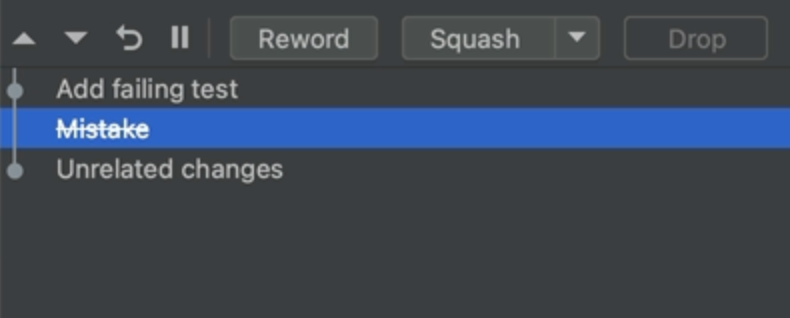 Reword Squash Drop
Add failing test
Mistake
Unrelated changes